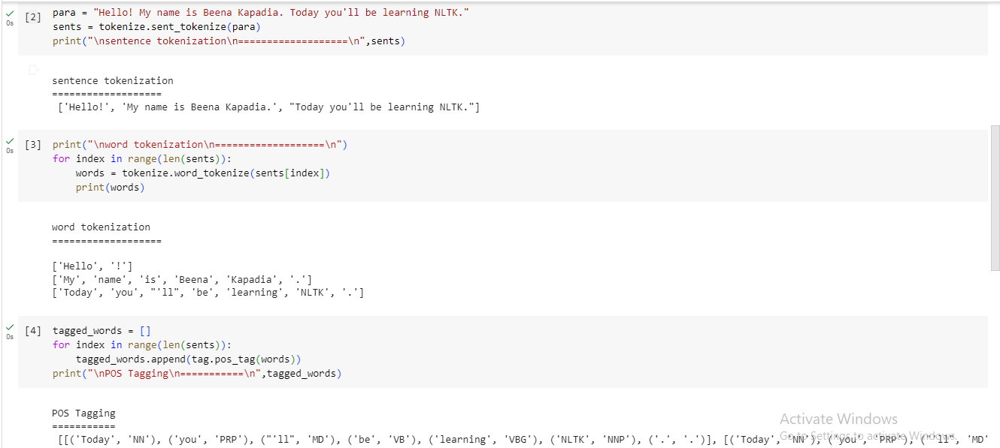 [2] para = "Hello! My name is Beena Kapadia. Today you'll be learning NLTK."
0s
sents = tokenize.sent_tokenize(para)
print("\nsentence tokenization\n===================\n",sents)
sentence tokenization
===================
['Hello!', 'My name is Beena Kapadia.', "Today you'll be learning NLTK."]
[3] print("\nword tokenization\n===================\n")
0s
for index in range(len(sents)):
    words = tokenize.word_tokenize(sents[index])
    print(words)
word tokenization
===================
['Hello', '!']
['My', 'name', 'is', 'Beena', 'Kapadia', '.']
['Today', 'you', "'ll", 'be', 'learning', 'NLTK', '.']
[4] tagged_words = []
0s
for index in range(len(sents)):
    tagged_words.append(tag.pos_tag(words))
print("\nPOS Tagging\n===========\n",tagged_words)
POS Tagging
===========
[[('Today', 'NN'), ('you', 'PRP'), ("'ll", 'MD'), ('be', 'VB'), ('learning', 'VBG'), ('NLTK', 'NNP'), ('.', '.')], [('Today', 'NN'), ('you', 'PRP'), ("'ll", 'MD'
Activate Windows
Go to Settings to activate Windows.